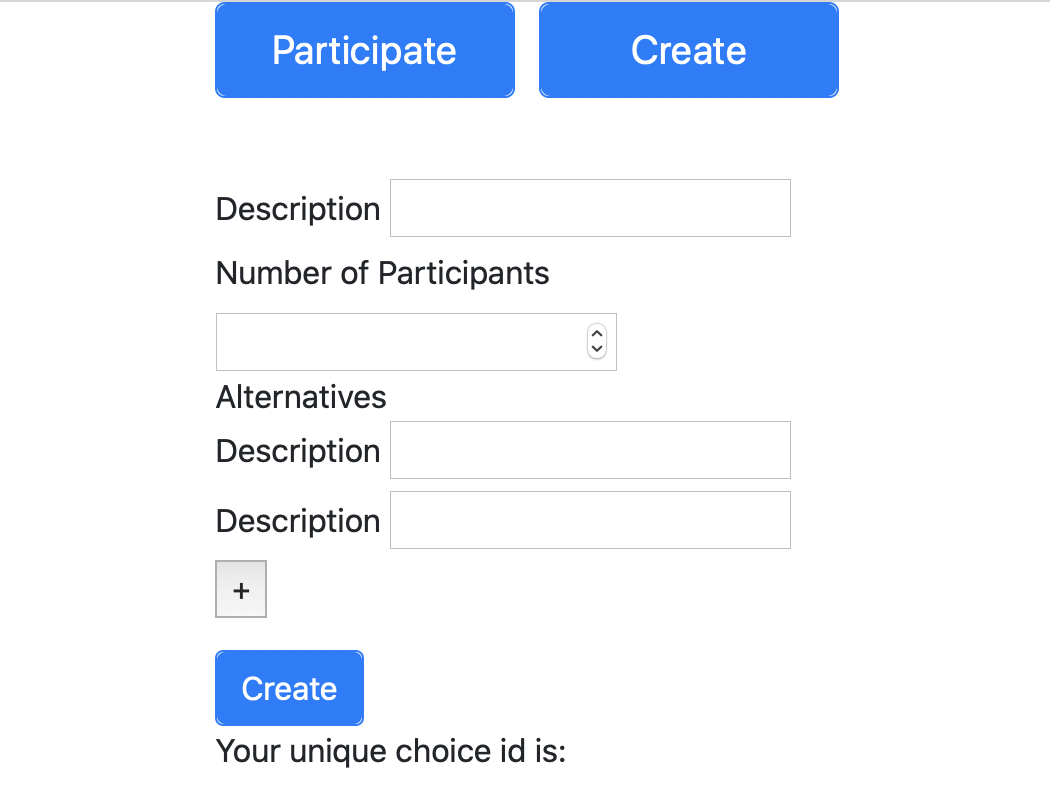 Participate Create
Description
Number of Participants
Alternatives
Description
Description
+
Create
Your unique choice id is: